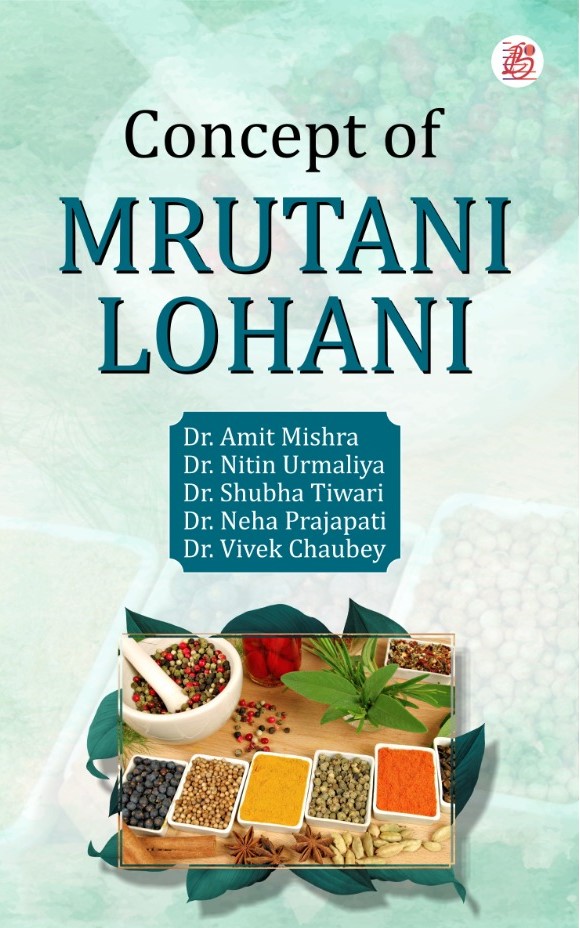 Concept of
MRUTANI
LOHANI
Dr. Amit Mishra
Dr. Nitin Urmaliya
Dr. Shubha Tiwari
Dr. Neha Prajapati
Dr. Vivek Chaubey